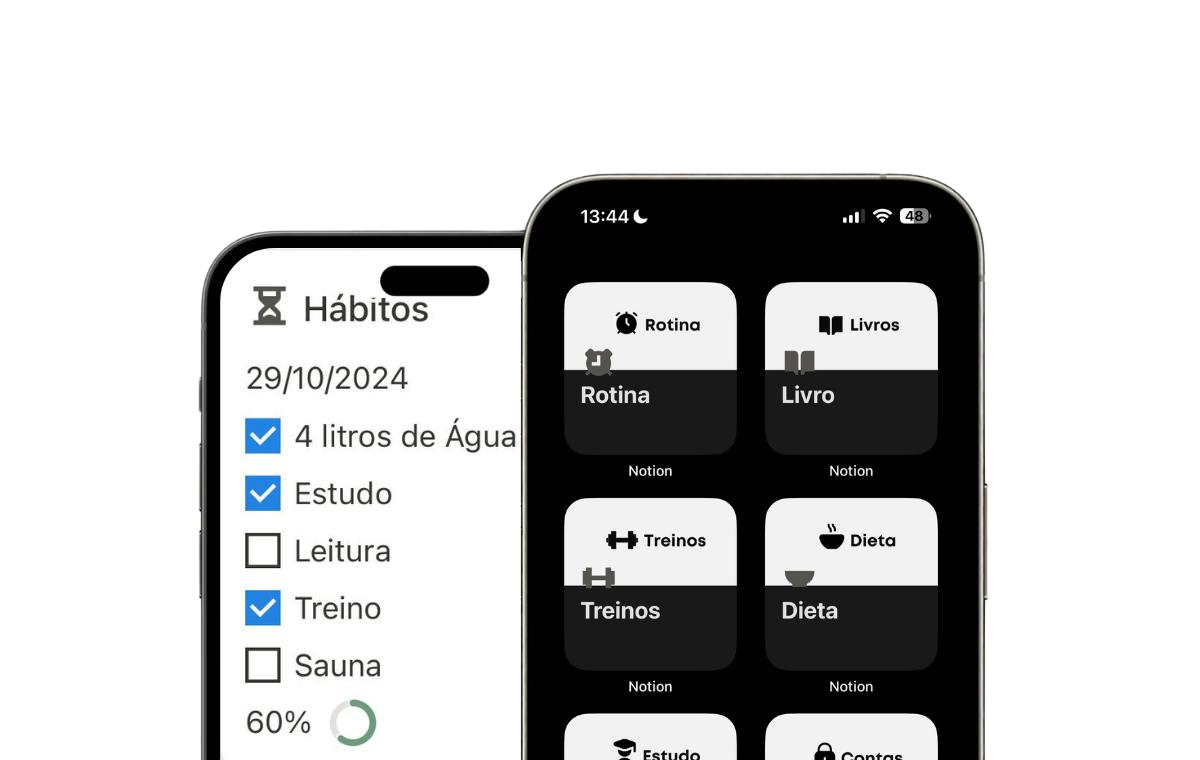 Hábitos
29/10/2024
4 litros de Água
Estudo
Leitura
Treino
Sauna
60%
13:44
48
Rotina
Rotina
Notion
Livros
Livro
Notion
Treinos
Treinos
Notion
Dieta
Dieta
Notion
Estudo
Contas